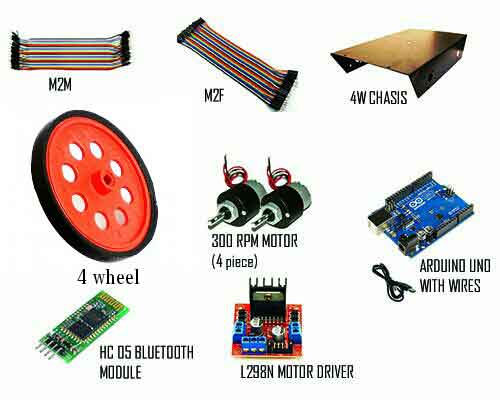 M2M
M2F
4W CHASIS
4 wheel
300 RPM MOTOR
(4 piece)
ARDUINO UNO
WITH WIRES
HC 05 BLUETOOTH
MODULE
L298N MOTOR DRIVER